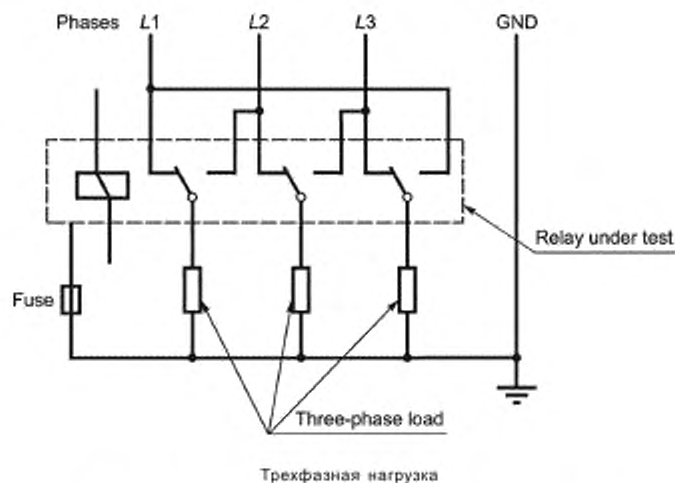 Phases L1 L2 L3 GND
Relay under test
Fuse
Three-phase load
Трехфазная нагрузка